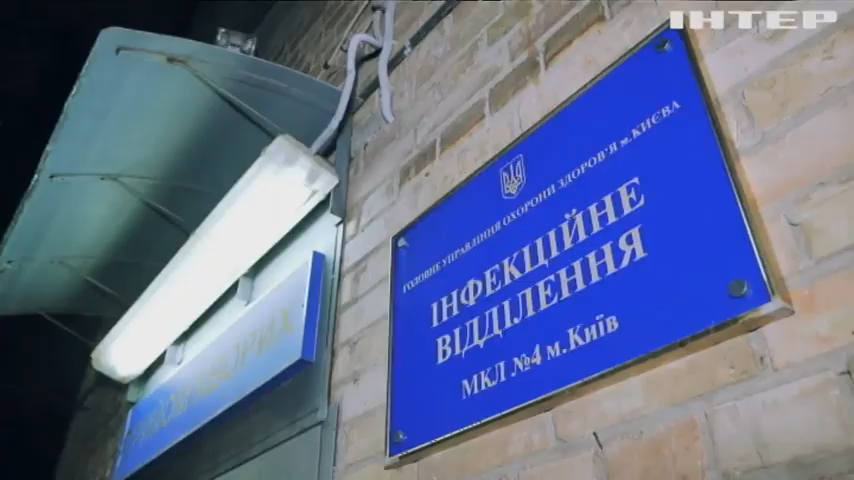 ІНТЕР
ГОЛОВНЕ УПРАВЛІННЯ ОХОРОНИ ЗДОРОВ'Я м. КИЄВА
ІНФЕКЦІЙНЕ
ВІДДІЛЕННЯ
МКЛ №4 м.Київ